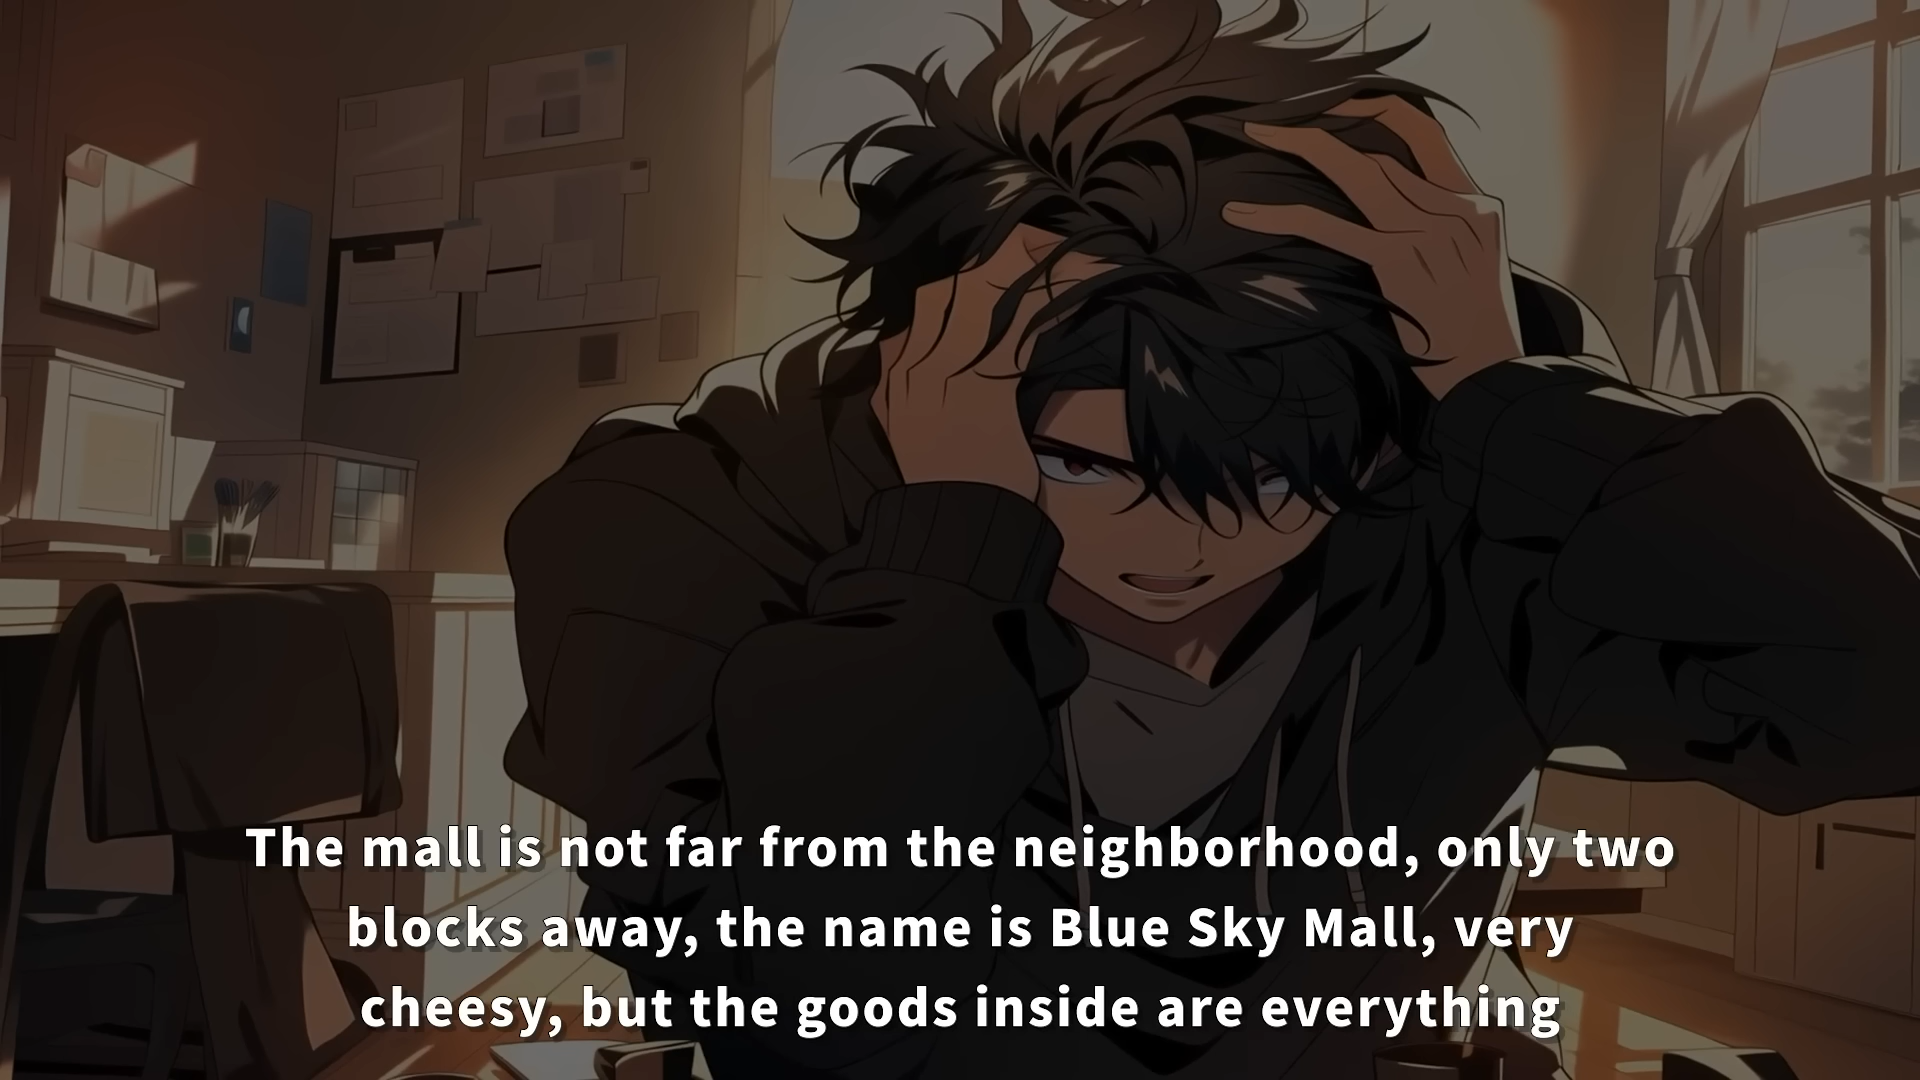 The mall is not far from the neighborhood, only two
blocks away, the name is Blue Sky Mall, very
cheesy, but the goods inside are everything